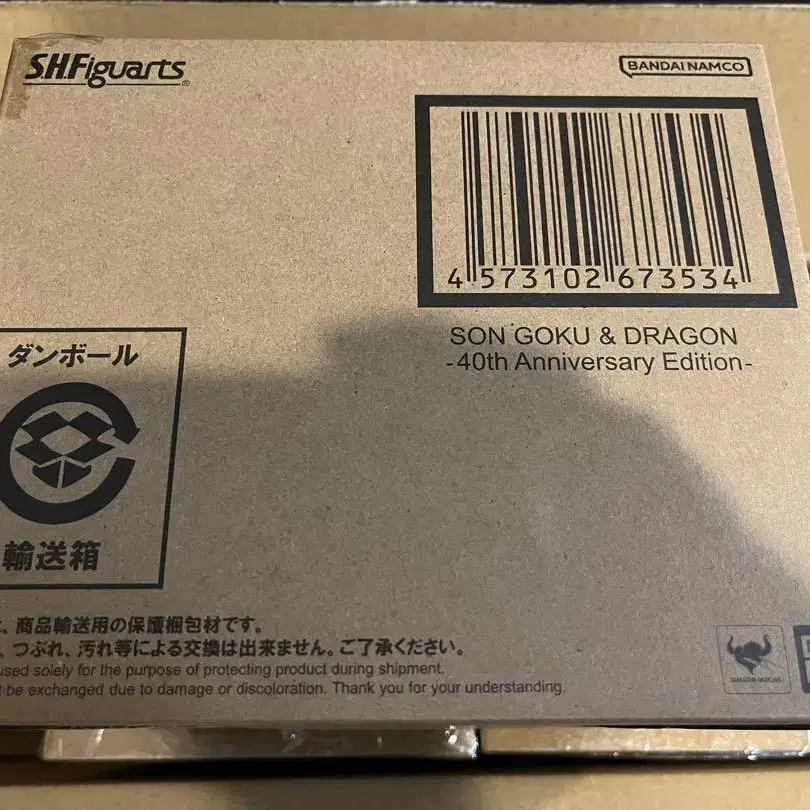 S.H.Figuarts
BANDAI NAMCO
4 573102 673534
SON GOKU & DRAGON
-40th Anniversary Edition-
ダンボール
輸送箱
、商品輸送用の保護梱包材です。
、つぶれ、汚れ等による交換は出来ません。ご了承ください。
used solely for the purpose of protecting product during shipment.
t be exchanged due to damage or discoloration. Thank you for your understanding.
TAMASHII NATIONS